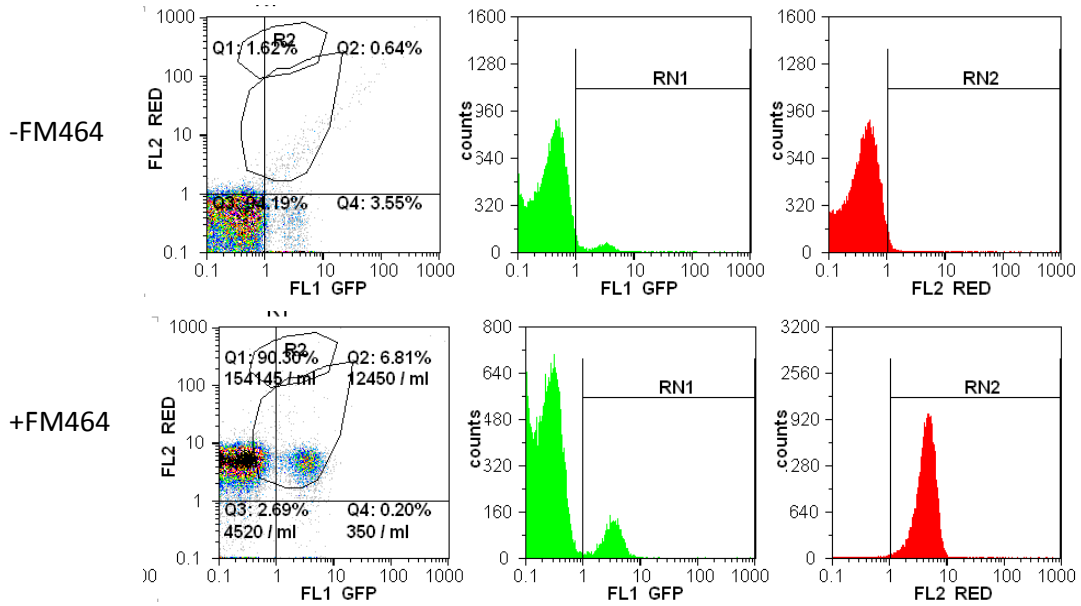 -FM464
1000
100
10
1
0.1
FL2 RED
Q1: 1.62%
R2
Q2: 0.64%
Q3: 94.19%
Q4: 3.55%
0.1 1 10 100 1000
FL1 GFP
1600
1280
960
640
320
0
counts
RN1
0.1 1 10 100 1000
FL1 GFP
1600
1280
960
640
320
0
counts
RN2
0.1 1 10 100 1000
FL2 RED
+FM464
1000
100
10
1
0.1
FL2 RED
Q1: 90.30%
154145 / ml
R2
Q2: 6.81%
12450 / ml
Q3: 2.69%
4520 / ml
Q4: 0.20%
350 / ml
0.1 1 10 100 1000
FL1 GFP
800
640
480
320
160
0
counts
RN1
0.1 1 10 100 1000
FL1 GFP
3200
2560
1920
1280
640
0
counts
RN2
0.1 1 10 100 1000
FL2 RED